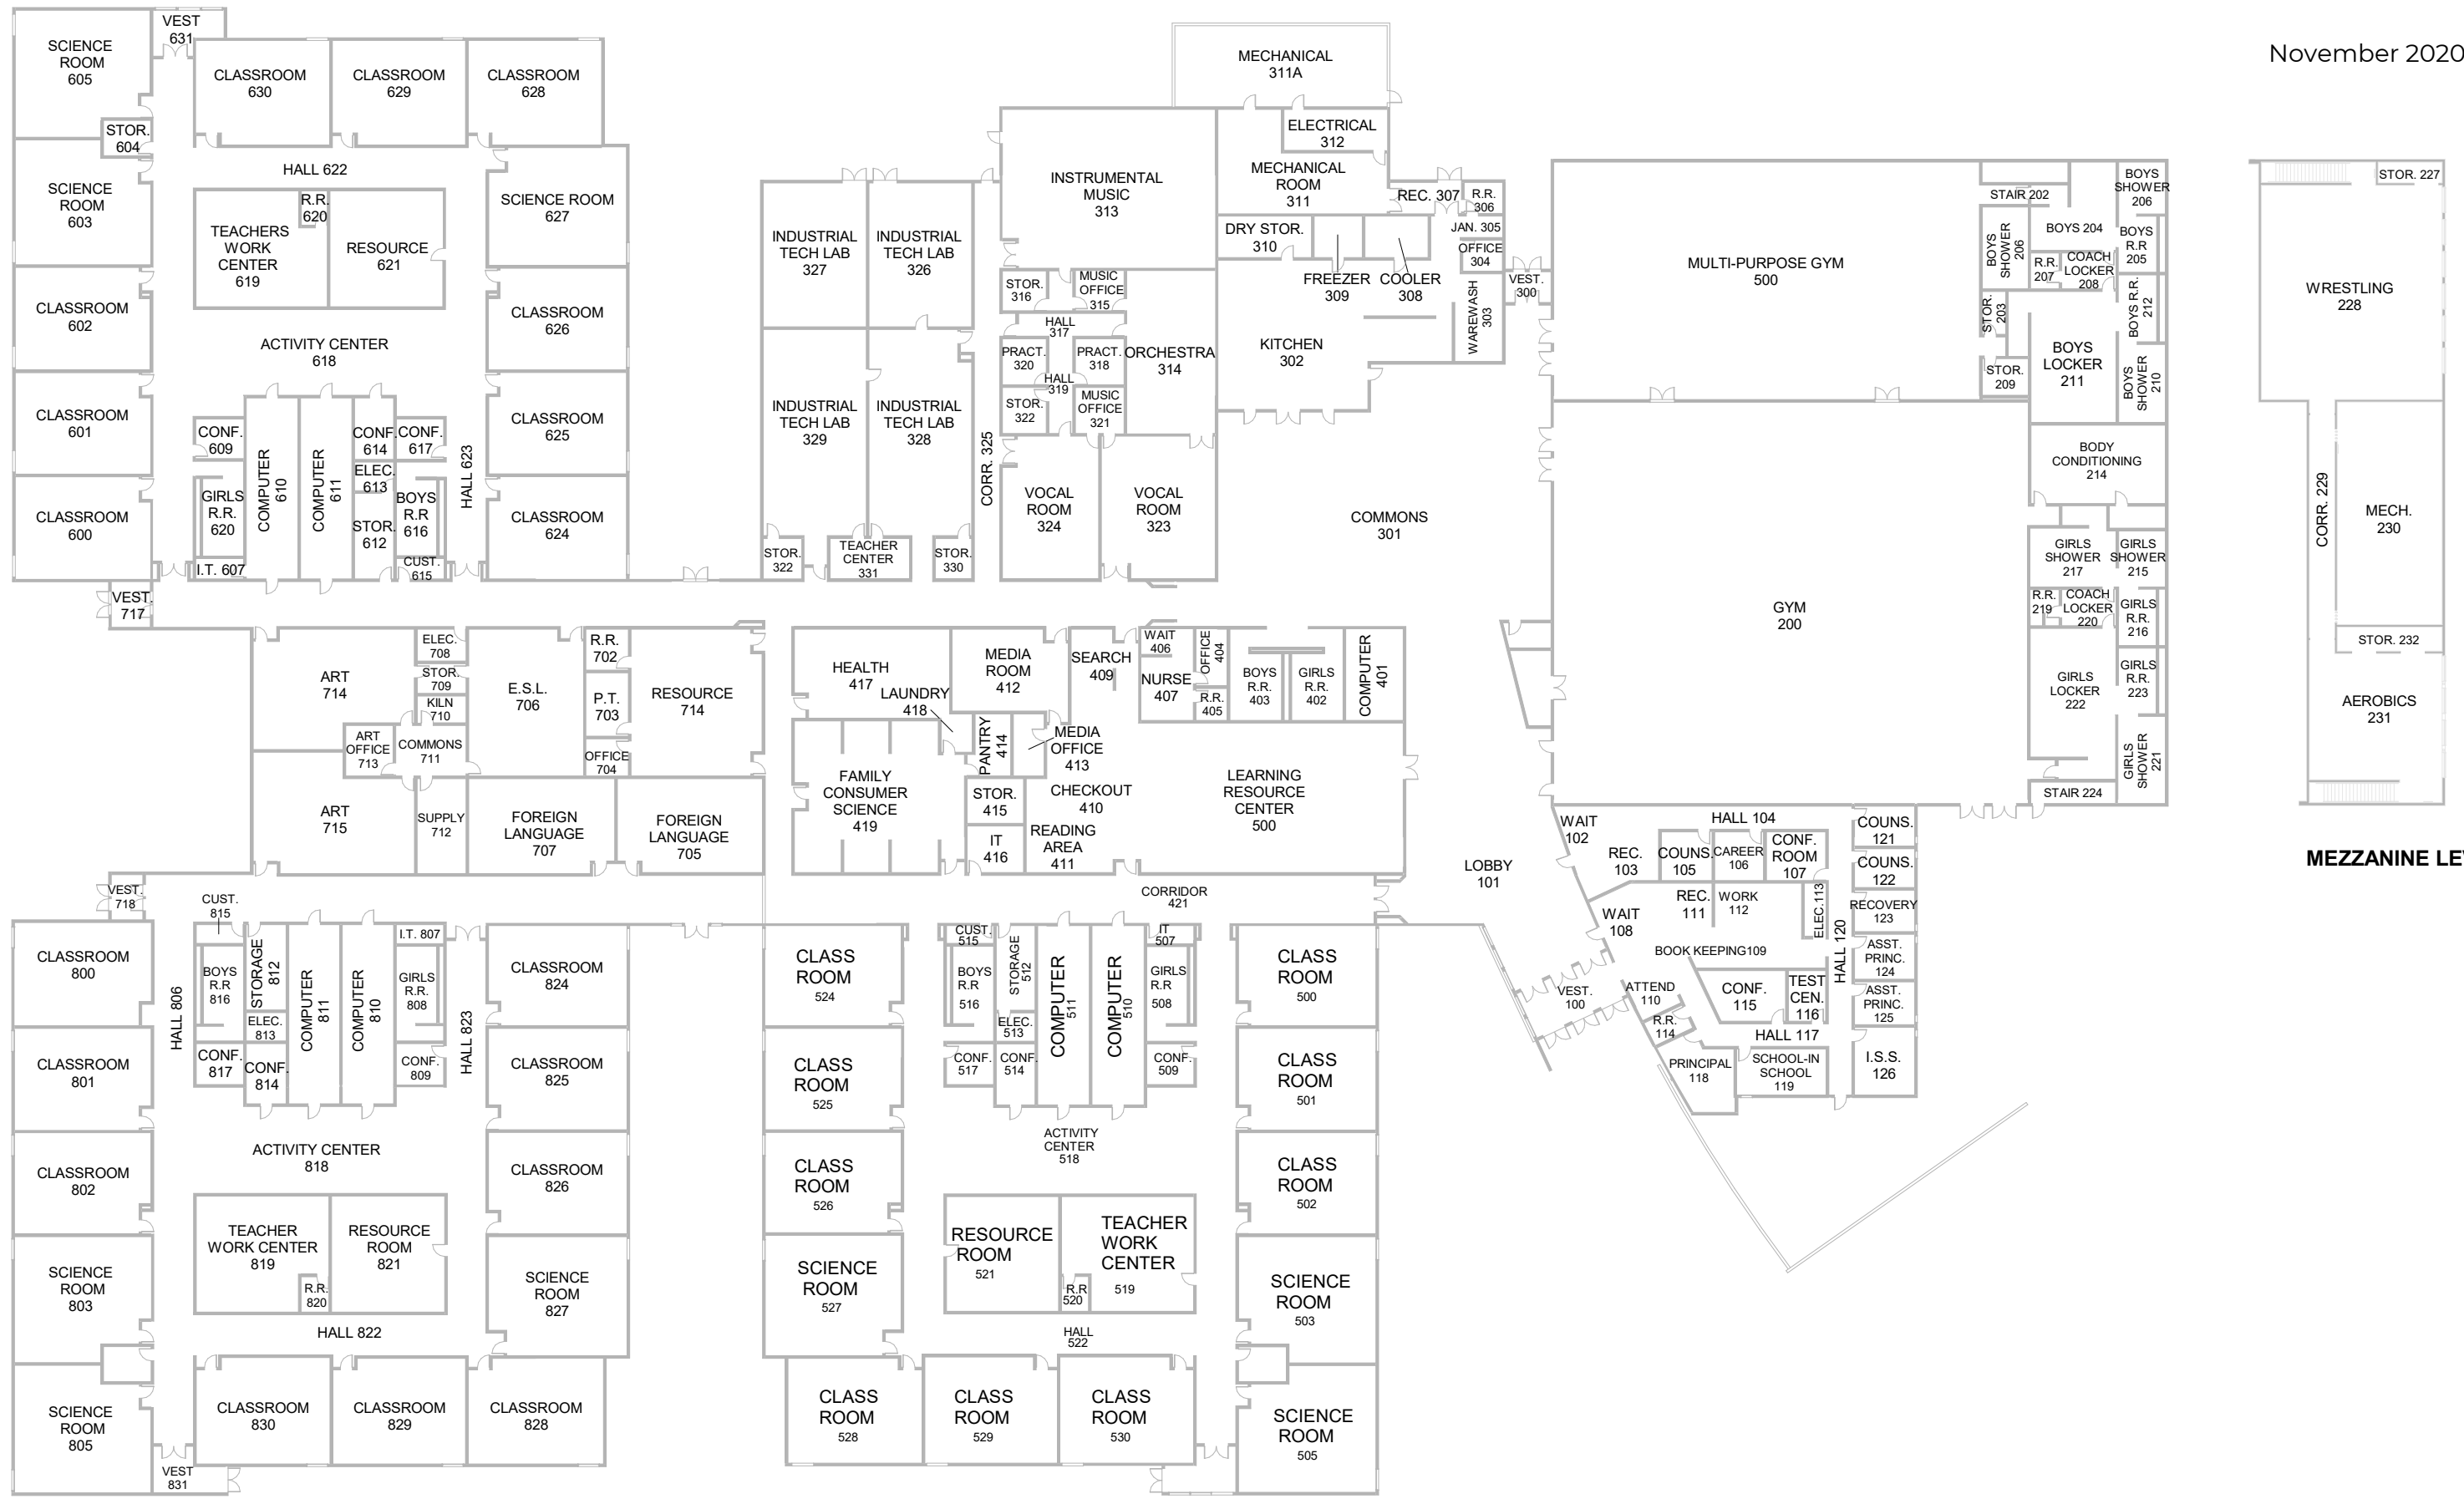 November 2020
VEST
631
SCIENCE
ROOM
605
CLASSROOM
630
CLASSROOM
629
CLASSROOM
628
STOR.
604
HALL 622
SCIENCE
ROOM
603
R.R.
620
TEACHERS
WORK
CENTER
619
RESOURCE
621
SCIENCE ROOM
627
CLASSROOM
602
CLASSROOM
626
ACTIVITY CENTER
618
CLASSROOM
601
CLASSROOM
625
CONF.
609
COMPUTER
610
COMPUTER
611
CONF.
614
CONF.
617
ELEC.
613
HALL 623
GIRLS
R.R.
620
BOYS
R.R
616
STOR.
612
CLASSROOM
600
CLASSROOM
624
I.T. 607
CUST.
615
VEST.
717
INDUSTRIAL
TECH LAB
327
INDUSTRIAL
TECH LAB
326
INDUSTRIAL
TECH LAB
329
INDUSTRIAL
TECH LAB
328
STOR.
322
TEACHER
CENTER
331
STOR.
330
CORR. 325
MECHANICAL
311A
ELECTRICAL
312
INSTRUMENTAL
MUSIC
313
MECHANICAL
ROOM
311
REC. 307
R.R.
306
DRY STOR.
310
JAN. 305
OFFICE
304
FREEZER
309
COOLER
308
VEST.
300
STOR.
316
MUSIC
OFFICE
315
HALL
317
WAREWASH
303
KITCHEN
302
PRACT.
320
PRACT.
318
ORCHESTRA
314
HALL
319
STOR.
322
MUSIC
OFFICE
321
VOCAL
ROOM
324
VOCAL
ROOM
323
COMMONS
301
MULTI-PURPOSE GYM
500
STAIR 202
BOYS
SHOWER
206
BOYS
SHOWER
206
BOYS 204
BOYS
R.R
205
R.R.
207
COACH
LOCKER
208
STOR.
203
BOYS R.R.
212
BOYS
LOCKER
211
STOR.
209
BOYS
SHOWER
210
BODY
CONDITIONING
214
GYM
200
GIRLS
SHOWER
217
GIRLS
SHOWER
215
R.R.
219
COACH
LOCKER
220
GIRLS
R.R.
216
GIRLS
LOCKER
222
GIRLS
R.R.
223
GIRLS
SHOWER
221
STAIR 224
STOR. 227
WRESTLING
228
CORR. 229
MECH.
230
STOR. 232
AEROBICS
231
MEZZANINE LE
ART
714
ELEC.
708
STOR.
709
KILN
710
E.S.L.
706
R.R.
702
P.T.
703
RESOURCE
714
ART
OFFICE
713
COMMONS
711
OFFICE
704
ART
715
SUPPLY
712
FOREIGN
LANGUAGE
707
FOREIGN
LANGUAGE
705
HEALTH
417
MEDIA
ROOM
412
SEARCH
409
WAIT
406
OFFICE
404
NURSE
407
R.R.
405
BOYS
R.R.
403
GIRLS
R.R.
402
COMPUTER
401
LAUNDRY
418
PANTRY
414
MEDIA
OFFICE
413
FAMILY
CONSUMER
SCIENCE
419
STOR.
415
CHECKOUT
410
LEARNING
RESOURCE
CENTER
500
IT
416
READING
AREA
411
CORRIDOR
421
LOBBY
101
WAIT
102
HALL 104
REC.
103
COUNS.
105
CAREER
106
CONF.
ROOM
107
COUNS.
121
COUNS.
122
WAIT
108
REC.
111
WORK
112
ELEC.113
RECOVERY
123
BOOK KEEPING109
HALL 120
ASST.
PRINC.
124
ATTEND
110
CONF.
115
TEST
CEN.
116
ASST.
PRINC.
125
VEST.
100
R.R.
114
HALL 117
PRINCIPAL
118
SCHOOL-IN
SCHOOL
119
I.S.S.
126
VEST.
718
CUST.
815
CLASSROOM
800
BOYS
R.R
816
STORAGE
812
COMPUTER
811
COMPUTER
810
I.T. 807
GIRLS
R.R.
808
CLASSROOM
824
HALL 806
ELEC.
813
HALL 823
CLASSROOM
801
CONF.
817
CONF.
814
CONF.
809
CLASSROOM
825
ACTIVITY CENTER
818
CLASSROOM
802
CLASSROOM
826
TEACHER
WORK CENTER
819
RESOURCE
ROOM
821
R.R.
820
SCIENCE
ROOM
803
SCIENCE
ROOM
827
HALL 822
SCIENCE
ROOM
805
CLASSROOM
830
CLASSROOM
829
CLASSROOM
828
VEST
831
CLASS
ROOM
524
CUST.
515
BOYS
R.R
516
STORAGE
512
COMPUTER
511
COMPUTER
510
IT
507
GIRLS
R.R
508
CLASS
ROOM
500
ELEC.
513
CLASS
ROOM
525
CONF.
517
CONF.
514
CONF.
509
CLASS
ROOM
501
ACTIVITY
CENTER
518
CLASS
ROOM
526
CLASS
ROOM
502
RESOURCE
ROOM
521
TEACHER
WORK
CENTER
519
R.R
520
SCIENCE
ROOM
527
SCIENCE
ROOM
503
HALL
522
CLASS
ROOM
528
CLASS
ROOM
529
CLASS
ROOM
530
SCIENCE
ROOM
505